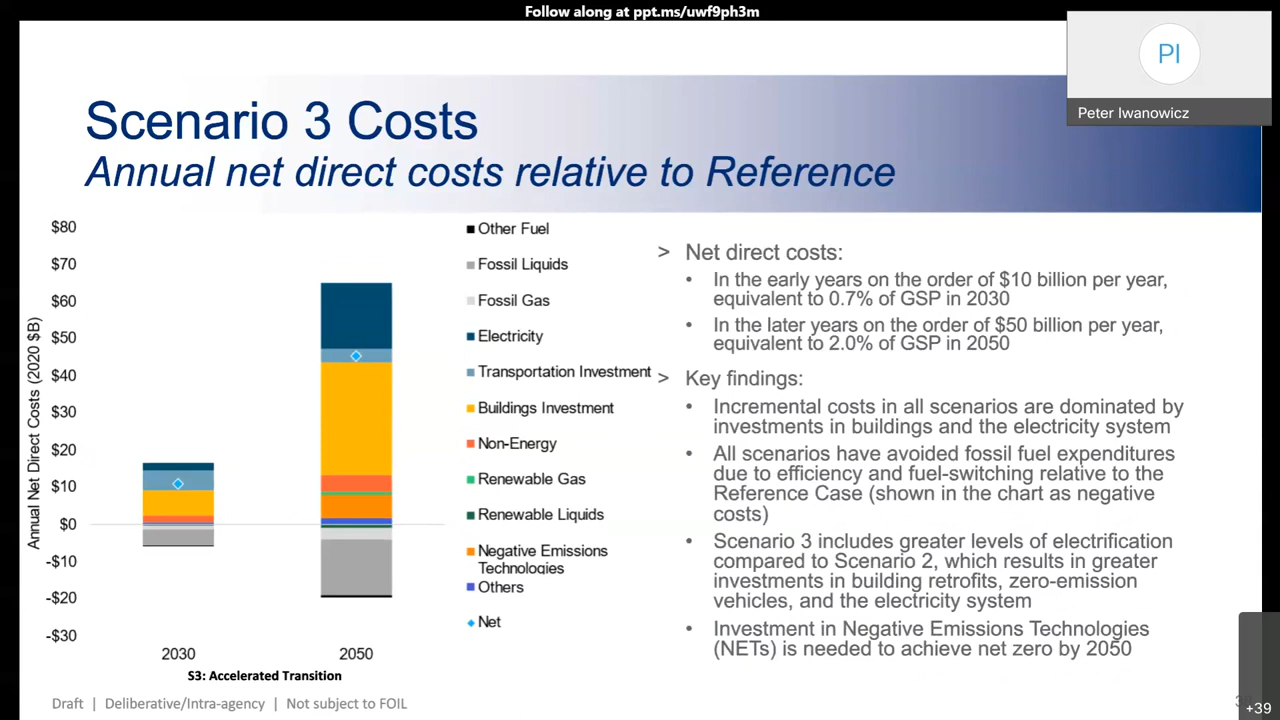 Follow along at ppt.ms/uwf9ph3m
PI
Peter Iwanowicz
Scenario 3 Costs
Annual net direct costs relative to Reference
Annual Net Direct Costs (2020 $B)
$80
$70
$60
$50
$40
$30
$20
$10
$0
-$10
-$20
-$30
2030
2050
S3: Accelerated Transition
Other Fuel
Fossil Liquids
Fossil Gas
Electricity
Transportation Investment
Buildings Investment
Non-Energy
Renewable Gas
Renewable Liquids
Negative Emissions
Technologies
Others
Net
> Net direct costs:
• In the early years on the order of $10 billion per year,
equivalent to 0.7% of GSP in 2030
• In the later years on the order of $50 billion per year,
equivalent to 2.0% of GSP in 2050
> Key findings:
• Incremental costs in all scenarios are dominated by
investments in buildings and the electricity system
• All scenarios have avoided fossil fuel expenditures
due to efficiency and fuel-switching relative to the
Reference Case (shown in the chart as negative
costs)
• Scenario 3 includes greater levels of electrification
compared to Scenario 2, which results in greater
investments in building retrofits, zero-emission
vehicles, and the electricity system
• Investment in Negative Emissions Technologies
(NETs) is needed to achieve net zero by 2050
Draft | Deliberative/Intra-agency | Not subject to FOIL
+39